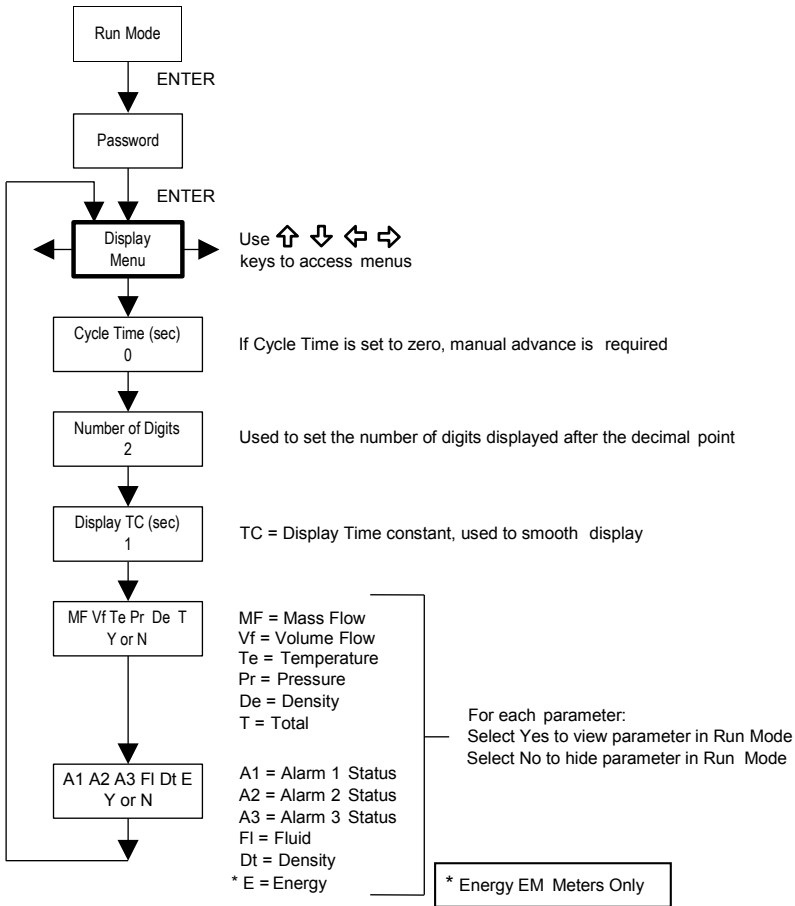 Run Mode
ENTER
Password
ENTER
Display
Menu
Use
keys to access menus
Cycle Time (sec)
0
If Cycle Time is set to zero, manual advance is required
Number of Digits
2
Used to set the number of digits displayed after the decimal point
Display TC (sec)
1
TC = Display Time constant, used to smooth display
MF Vf Te Pr De T
Y or N
MF = Mass Flow
Vf = Volume Flow
Te = Temperature
Pr = Pressure
De = Density
T = Total
For each parameter:
Select Yes to view parameter in Run Mode
Select No to hide parameter in Run Mode
A1 A2 A3 Fl Dt E
Y or N
A1 = Alarm 1 Status
A2 = Alarm 2 Status
A3 = Alarm 3 Status
Fl = Fluid
Dt = Density
* E = Energy
* Energy EM Meters Only